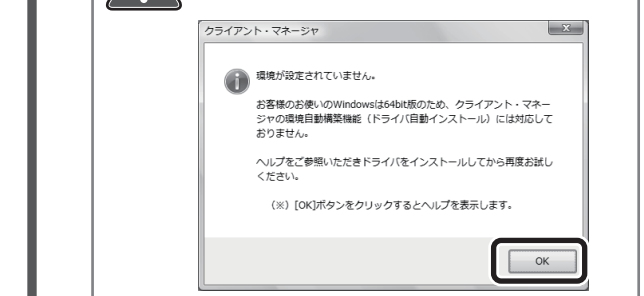 クライアント・マネージャ
環境が設定されていません。
お客様のお使いのWindowsは64bit版のため、クライアント・マネー
ジャの環境自動構築機能（ドライバ自動インストール）には対応して
おりません。
ヘルプをご参照いただきドライバをインストールしてから再度お試し
ください。
（※）[OK]ボタンをクリックするとヘルプを表示します。
OK